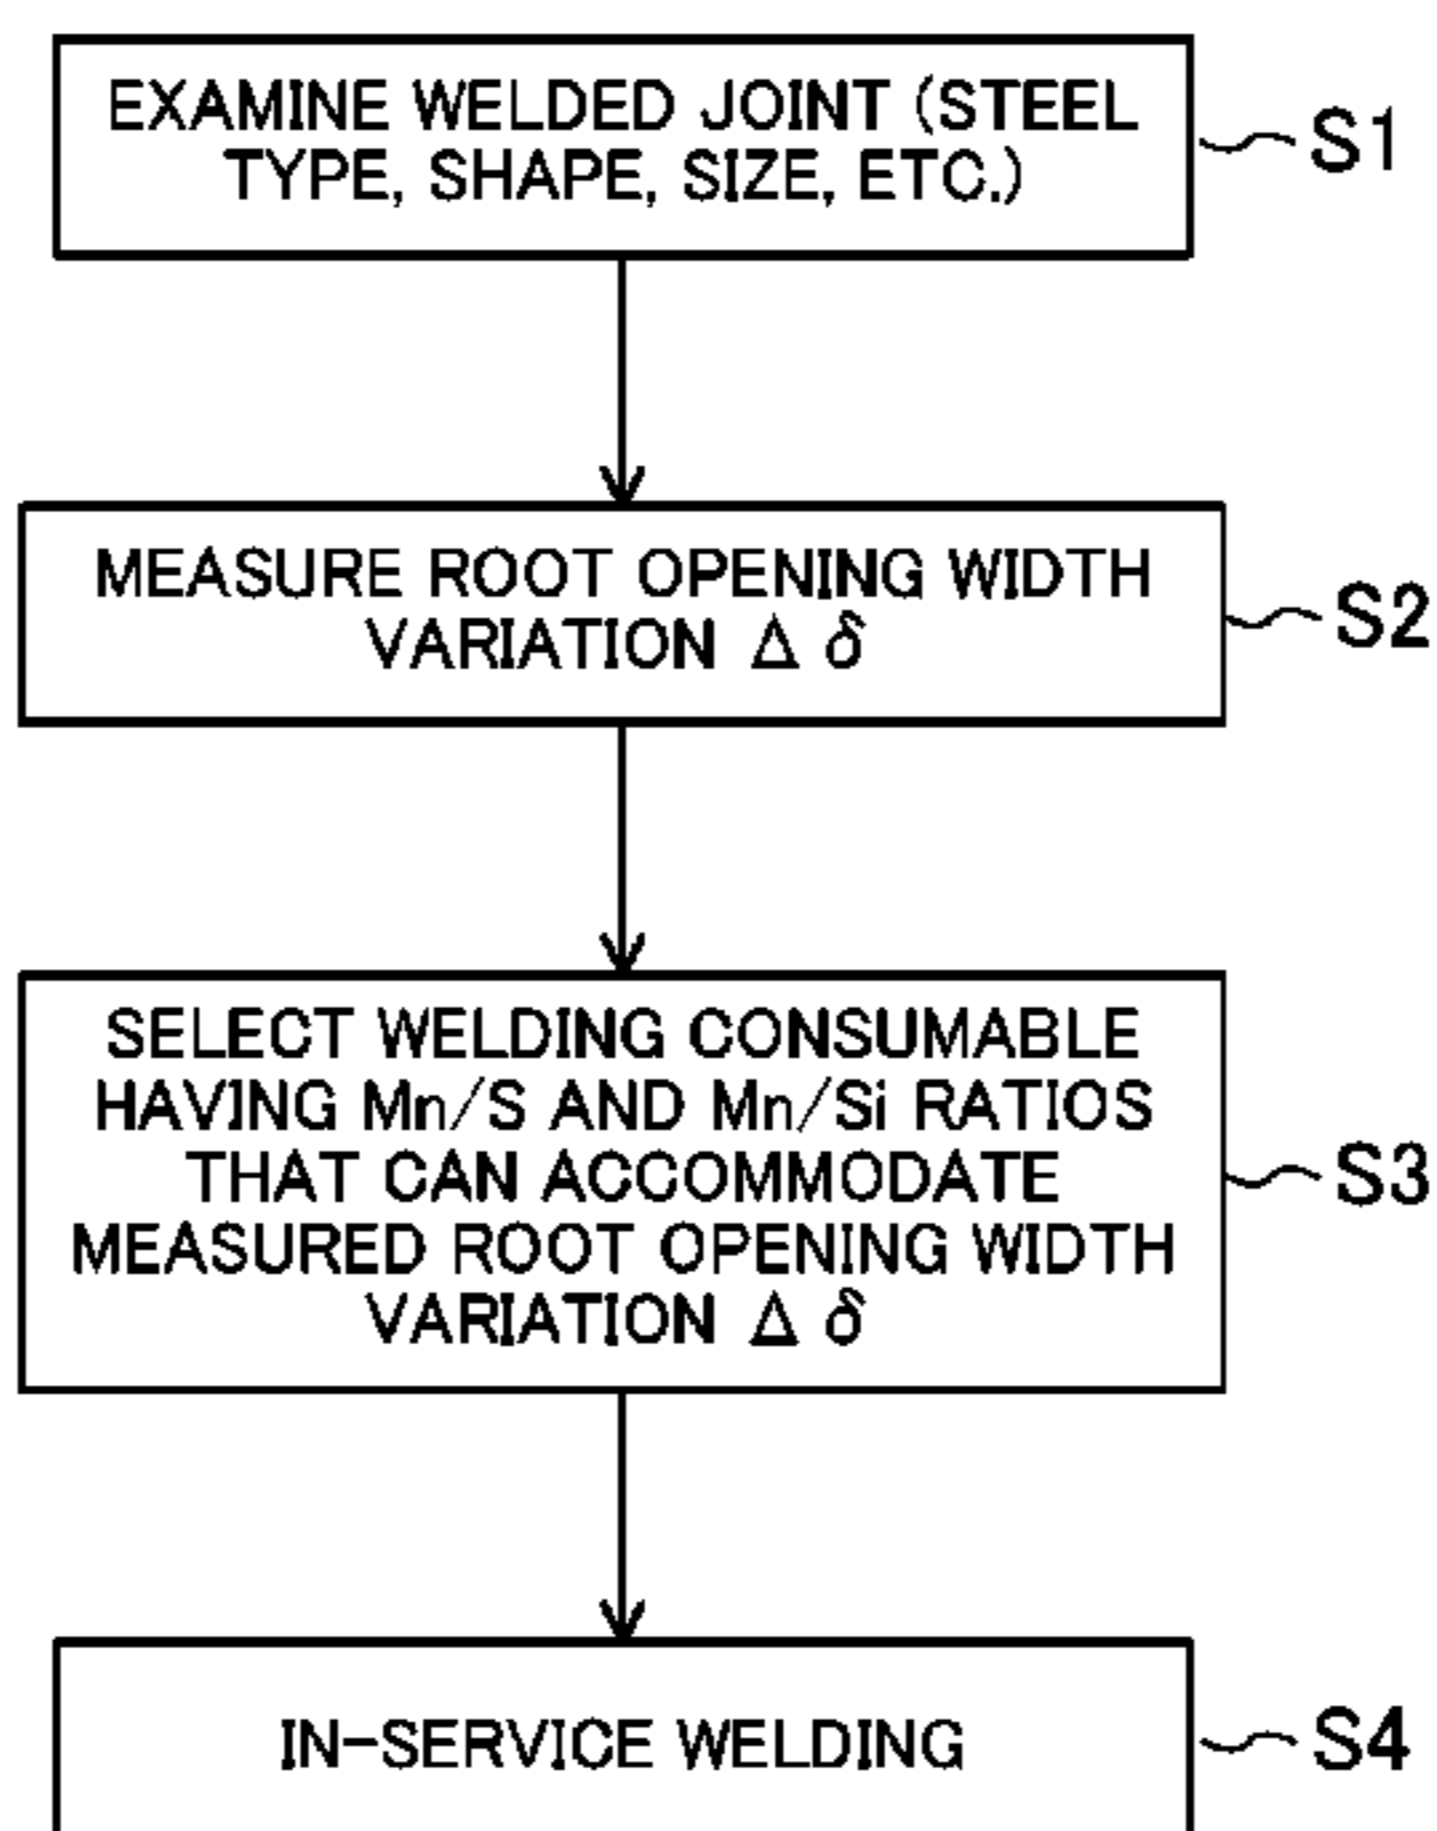 EXAMINE WELDED JOINT (STEEL
TYPE, SHAPE, SIZE, ETC.)
S1
MEASURE ROOT OPENING WIDTH
VARIATION Δ δ
S2
SELECT WELDING CONSUMABLE
HAVING Mn/S AND Mn/Si RATIOS
THAT CAN ACCOMMODATE
MEASURED ROOT OPENING WIDTH
VARIATION Δ δ
S3
IN-SERVICE WELDING
S4